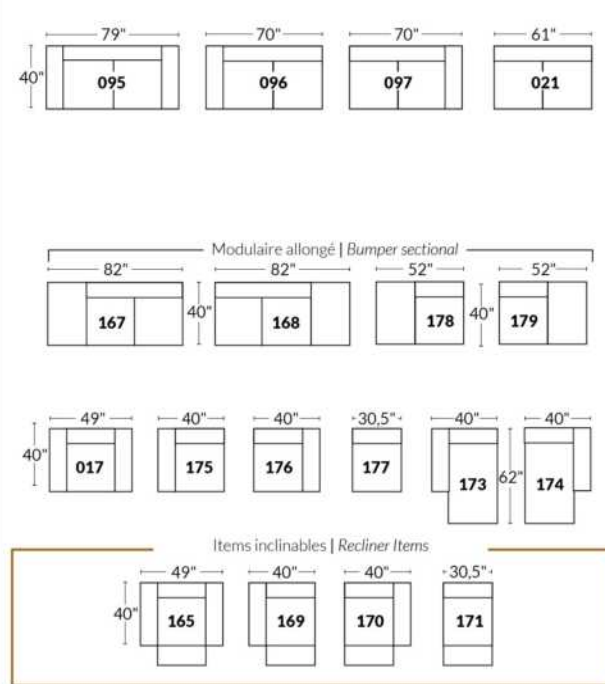 79" 70" 70" 61"
40" 095 096 097 021
Modulaire allongé | Bumper sectional
82" 82" 52" 52"
167 40" 168 40" 178 40" 179
49" 40" 40" 30,5" 40" 40"
40" 017 175 176 177 173 62" 174
Items inclinables | Recliner Items
49" 40" 40" 30,5"
40" 165 169 170 171